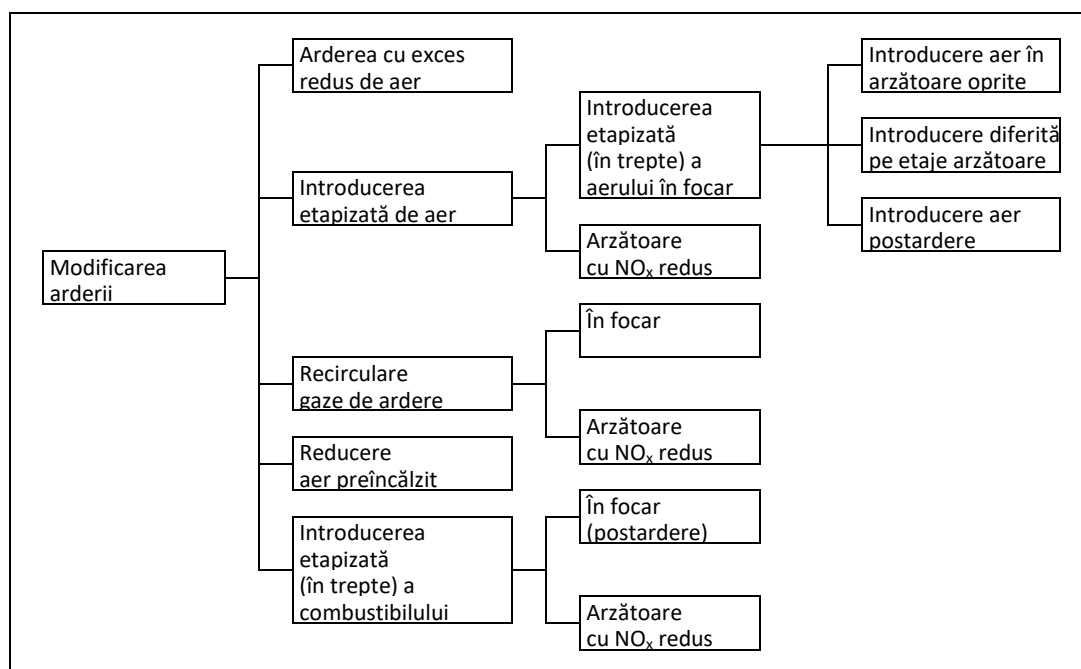 Modificarea
arderii
Arderea cu exces
redus de aer
Introducerea
etapizată de aer
Recirculare
gaze de ardere
Reducere
aer preîncălzit
Introducerea
etapizată
(în trepte) a
combustibilului
Introducerea
etapizată
(în trepte) a
aerului în focar
Arzătoare
cu NOₓ redus
În focar
Arzătoare
cu NOₓ redus
În focar
(postardere)
Arzătoare
cu NOₓ redus
Introducere aer în
arzătoare oprite
Introducere diferită
pe etaje arzătoare
Introducere aer
postardere